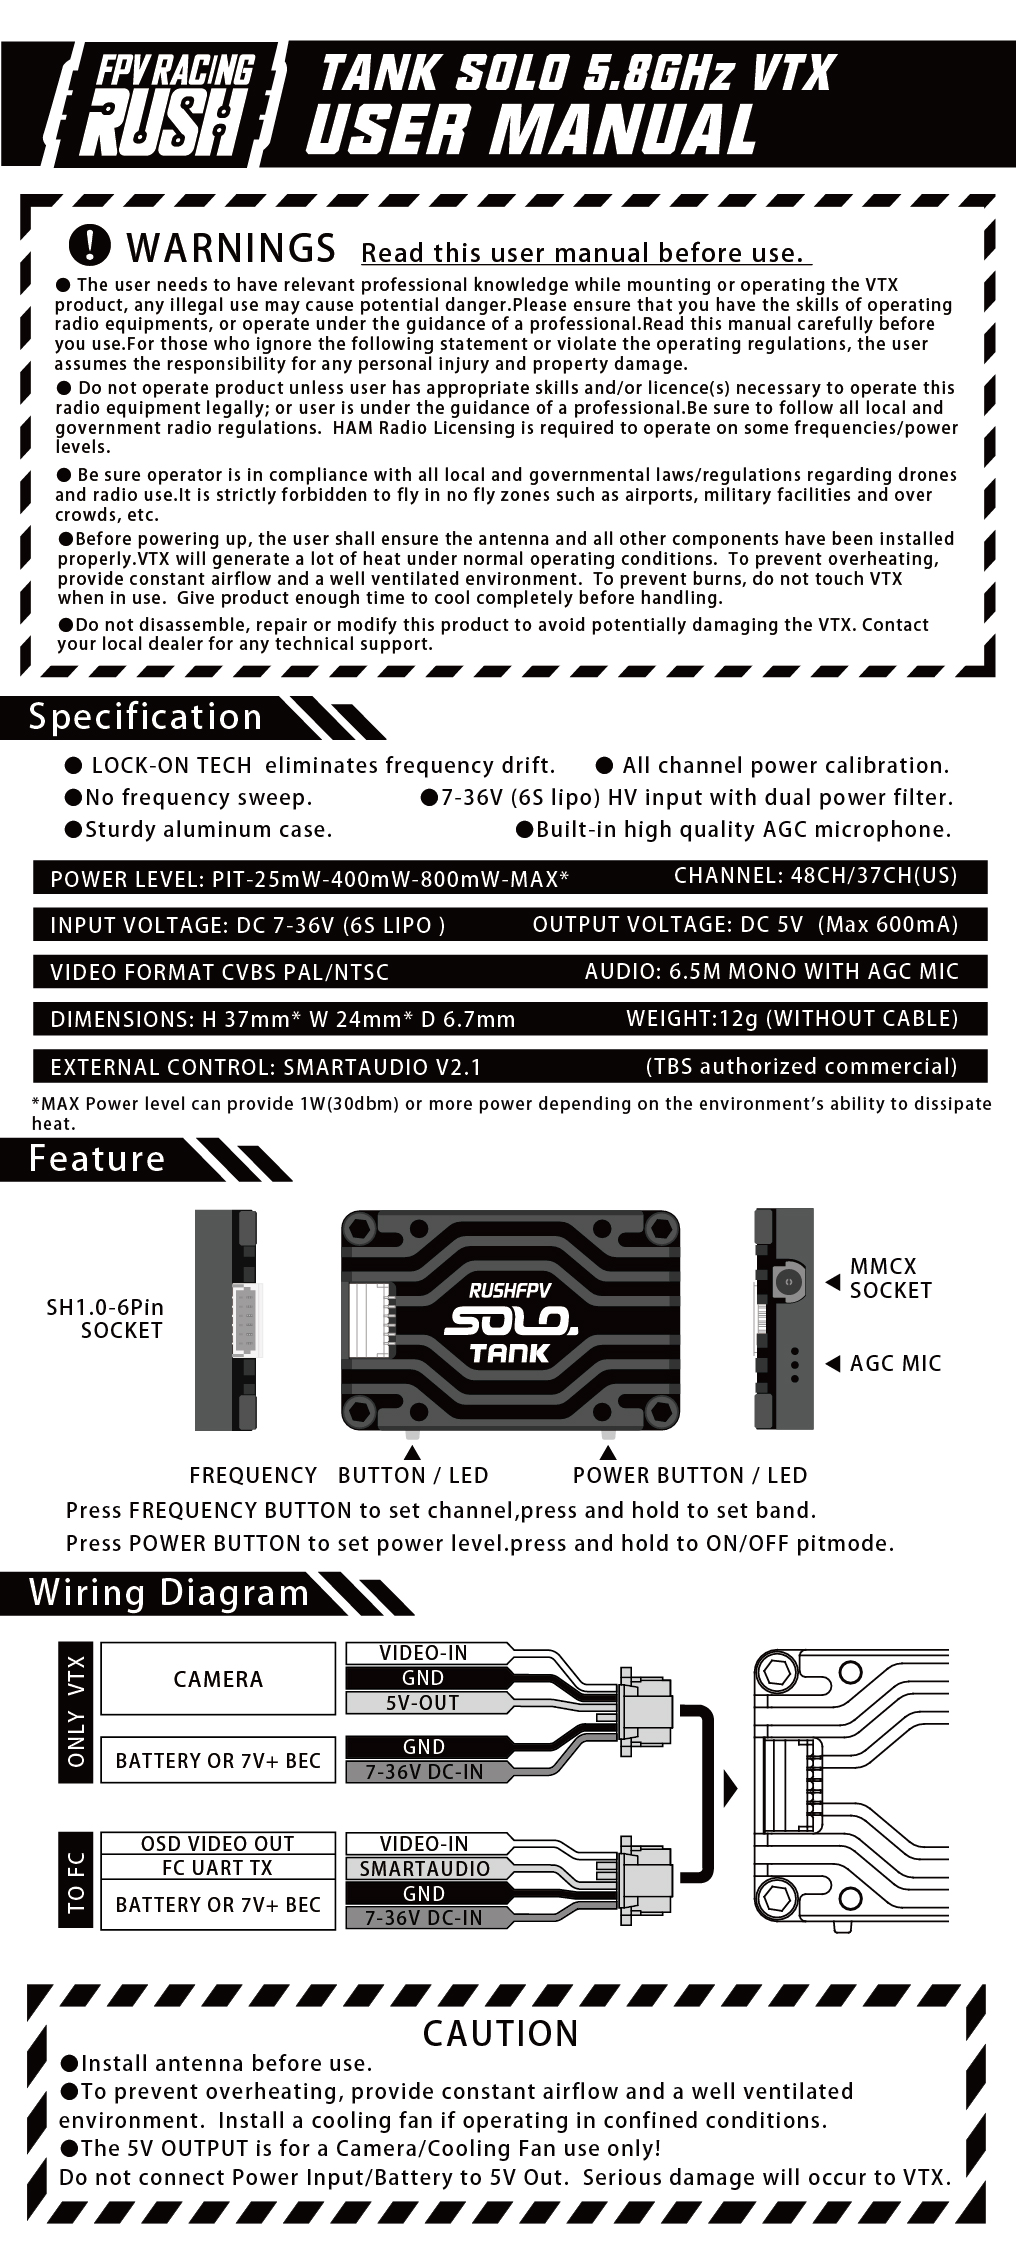 FPV RACING
RUSH
TANK SOLO 5.8GHz VTX
USER MANUAL
! WARNINGS Read this user manual before use.
● The user needs to have relevant professional knowledge while mounting or operating the VTX
product, any illegal use may cause potential danger.Please ensure that you have the skills of operating
radio equipments, or operate under the guidance of a professional.Read this manual carefully before
you use.For those who ignore the following statement or violate the operating regulations, the user
assumes the responsibility for any personal injury and property damage.
● Do not operate product unless user has appropriate skills and/or licence(s) necessary to operate this
radio equipment legally; or user is under the guidance of a professional.Be sure to follow all local and
government radio regulations. HAM Radio Licensing is required to operate on some frequencies/power
levels.
● Be sure operator is in compliance with all local and governmental laws/regulations regarding drones
and radio use.It is strictly forbidden to fly in no fly zones such as airports, military facilities and over
crowds, etc.
●Before powering up, the user shall ensure the antenna and all other components have been installed
properly.VTX will generate a lot of heat under normal operating conditions. To prevent overheating,
provide constant airflow and a well ventilated environment. To prevent burns, do not touch VTX
when in use. Give product enough time to cool completely before handling.
●Do not disassemble, repair or modify this product to avoid potentially damaging the VTX. Contact
your local dealer for any technical support.
Specification
● LOCK-ON TECH eliminates frequency drift. ● All channel power calibration.
●No frequency sweep. ●7-36V (6S lipo) HV input with dual power filter.
●Sturdy aluminum case. ●Built-in high quality AGC microphone.
POWER LEVEL: PIT-25mW-400mW-800mW-MAX* CHANNEL: 48CH/37CH(US)
INPUT VOLTAGE: DC 7-36V (6S LIPO ) OUTPUT VOLTAGE: DC 5V (Max 600mA)
VIDEO FORMAT CVBS PAL/NTSC AUDIO: 6.5M MONO WITH AGC MIC
DIMENSIONS: H 37mm* W 24mm* D 6.7mm WEIGHT:12g (WITHOUT CABLE)
EXTERNAL CONTROL: SMARTAUDIO V2.1 (TBS authorized commercial)
*MAX Power level can provide 1W(30dbm) or more power depending on the environment’s ability to dissipate
heat.
Feature
SH1.0-6Pin
SOCKET
RUSHFPV
SOLO.
TANK
MMCX
SOCKET
AGC MIC
FREQUENCY BUTTON / LED
POWER BUTTON / LED
Press FREQUENCY BUTTON to set channel,press and hold to set band.
Press POWER BUTTON to set power level.press and hold to ON/OFF pitmode.
Wiring Diagram
ONLY VTX
CAMERA
VIDEO-IN
GND
5V-OUT
BATTERY OR 7V+ BEC
GND
7-36V DC-IN
TO FC
OSD VIDEO OUT
VIDEO-IN
FC UART TX
SMARTAUDIO
BATTERY OR 7V+ BEC
GND
7-36V DC-IN
CAUTION
●Install antenna before use.
●To prevent overheating, provide constant airflow and a well ventilated
environment. Install a cooling fan if operating in confined conditions.
●The 5V OUTPUT is for a Camera/Cooling Fan use only!
Do not connect Power Input/Battery to 5V Out. Serious damage will occur to VTX.